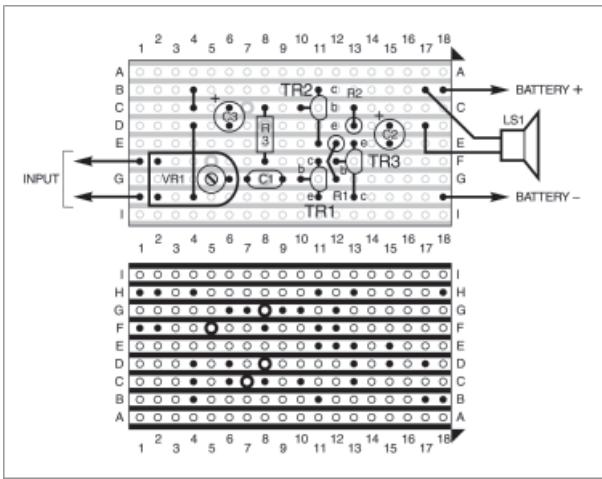 1 2 3 4 5 6 7 8 9 10 11 12 13 14 15 16 17 18
A A
B TR2 c R2 BATTERY +
C + C3 b + C
D e C2 LS1
E R3 e E
F c TR3 F
INPUT G VR1 C1 b b G
e R1 c BATTERY –
I TR1 I
1 2 3 4 5 6 7 8 9 10 11 12 13 14 15 16 17 18
I I
H H
G G
F F
E E
D D
C C
B B
A A
1 2 3 4 5 6 7 8 9 10 11 12 13 14 15 16 17 18